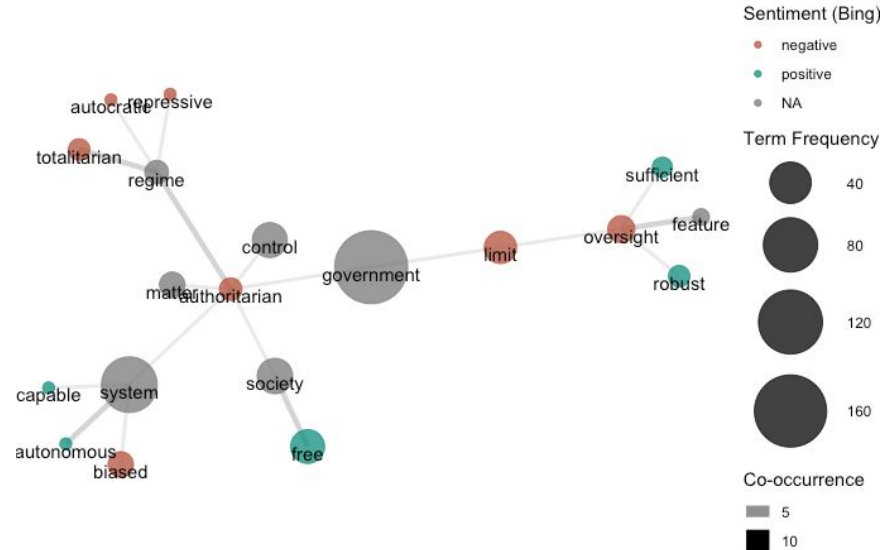 Sentiment (Bing)
negative
positive
NA
Term Frequency
40
80
120
160
Co-occurrence
5
10
autocratic
repressive
totalitarian
regime
control
matter
authoritarian
government
limit
sufficient
oversight
feature
robust
society
system
capable
autonomous
biased
free